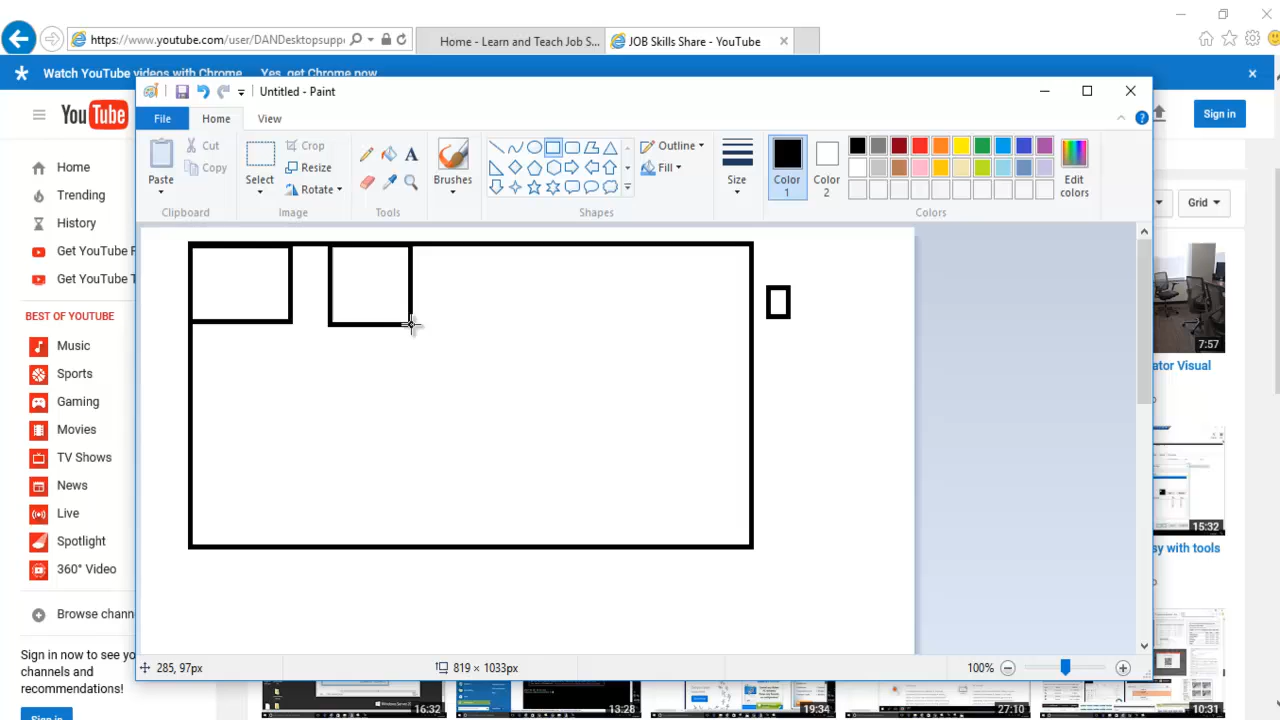 https://www.youtube.com/user/DANDesktopsuppo
Home - Learn and Teach Job S...
JOB Skills Share - YouTube
Watch YouTube videos with Chrome
Yes, get Chrome now
YouTube
Sign in
Untitled - Paint
File
Home
View
Paste
Cut
Copy
Clipboard
Select
Crop
Resize
Rotate
Image
Tools
Brushes
Outline
Fill
Shapes
Size
Color 1
Color 2
Edit colors
Colors
Grid
Home
Trending
History
Get YouTube
Get YouTube
BEST OF YOUTUBE
Music
Sports
Gaming
Movies
TV Shows
News
Live
Spotlight
360° Video
Browse chann
Sign in now to see yo
channels and
recommendations!
Sign in
7:57
ator Visual
15:32
sy with tools
285, 97px
100%
16:32
13:28
19:34
27:10
10:31